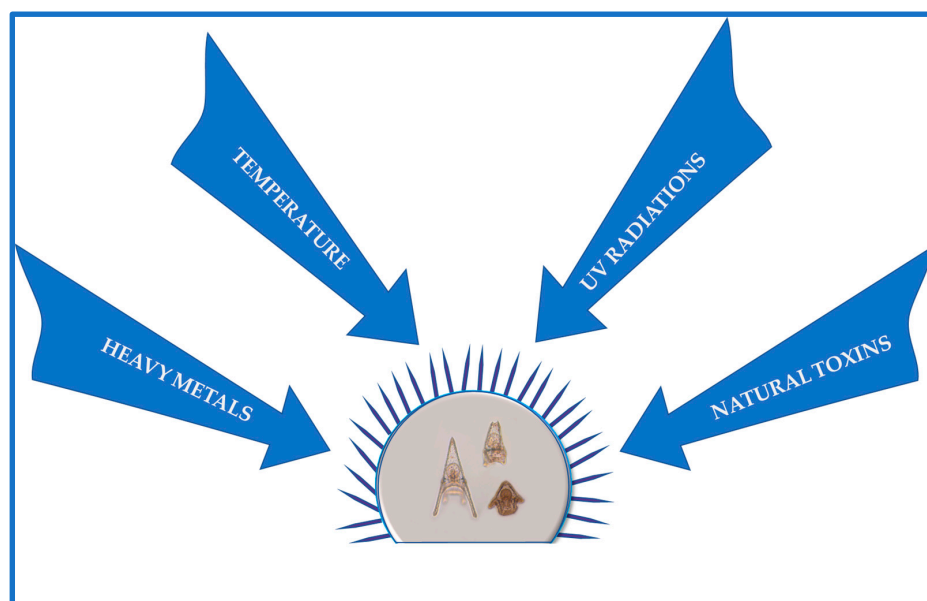 TEMPERATURE
UV RADIATIONS
HEAVY METALS
NATURAL TOXINS